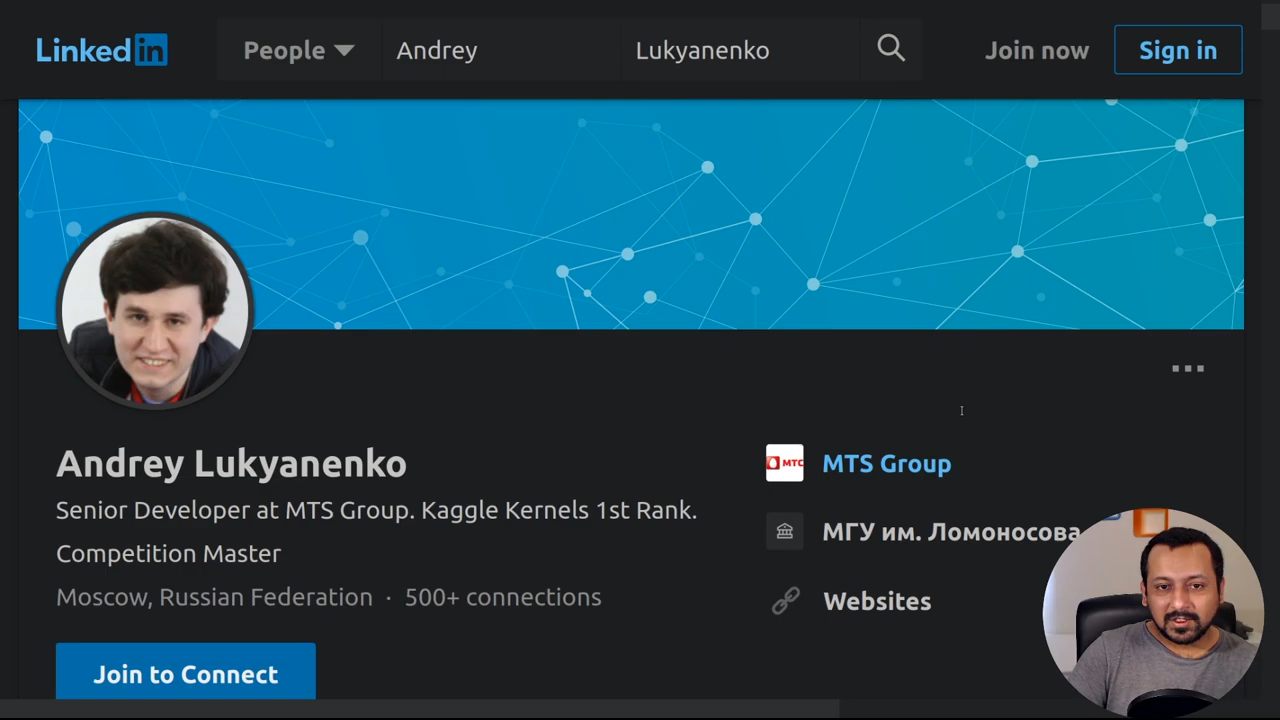 Linkedin
People
Andrey
Lukyanenko
Join now
Sign in
Andrey Lukyanenko
Senior Developer at MTS Group. Kaggle Kernels 1st Rank.
Competition Master
Moscow, Russian Federation · 500+ connections
Join to Connect
МТС
MTS Group
МГУ им. Ломоносова
Websites